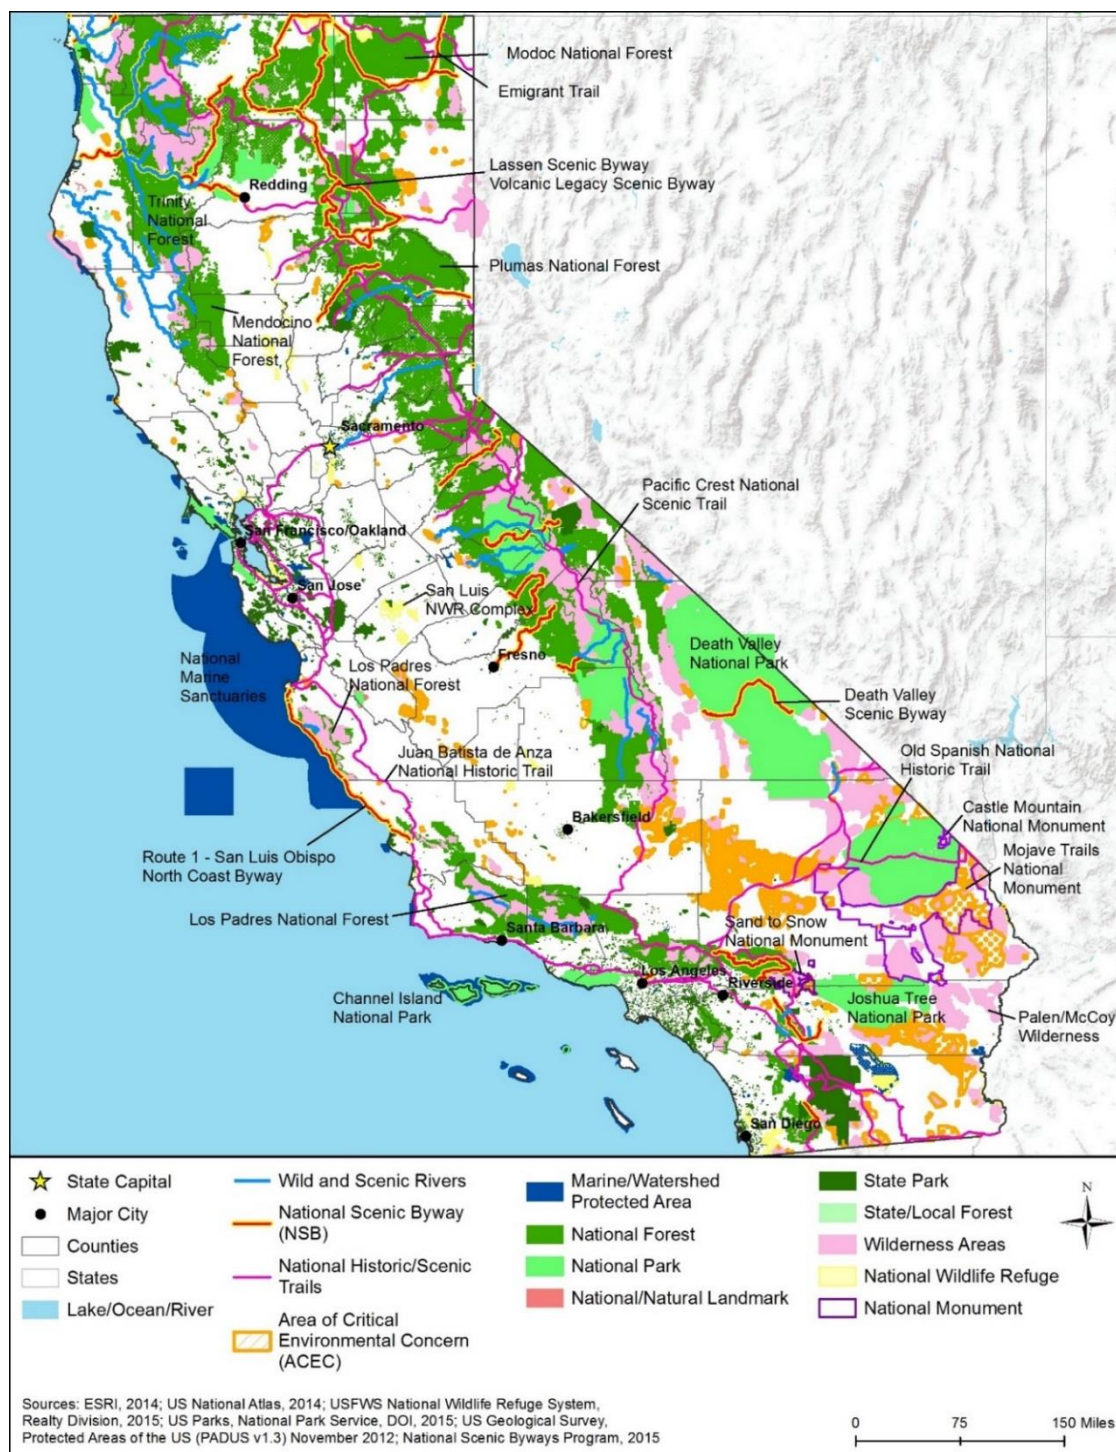 Modoc National Forest
Emigrant Trail
Lassen Scenic Byway
Volcanic Legacy Scenic Byway
Redding
Trinity
National
Forest
Plumas National Forest
Mendocino
National
Forest,
Sacramento
Pacific Crest National
Scenic Trail
San Francisco/Oakland
San Jose
San Luis
NWR Complex
Death Valley
National Park
Fresno
National
Marine
Sanctuaries
Los Padres
National Forest
Death Valley
Scenic Byway
Juan Batista de Anza
National Historic Trail
Old Spanish National
Historic Trail
Castle Mountain
National Monument
Bakersfield
Mojave Trails
National
Monument
Route 1 - San Luis Obispo
North Coast Byway
Los Padres National Forest
Santa Barbara
Sand to Snow
National Monument
Los Angeles
Riverside
Channel Island
National Park
Joshua Tree
National Park
Palen/McCoy
Wilderness
San Diego
State Capital
Major City
Counties
States
Lake/Ocean/River
Wild and Scenic Rivers
National Scenic Byway
(NSB)
National Historic/Scenic
Trails
Area of Critical
Environmental Concern
(ACEC)
Marine/Watershed
Protected Area
National Forest
National Park
National/Natural Landmark
State Park
State/Local Forest
Wilderness Areas
National Wildlife Refuge
National Monument
N
Sources: ESRI, 2014; US National Atlas, 2014; USFWS National Wildlife Refuge System,
Realty Division, 2015; US Parks, National Park Service, DOI, 2015; US Geological Survey,
Protected Areas of the US (PADUS v1.3) November 2012; National Scenic Byways Program, 2015
0 75 150 Miles